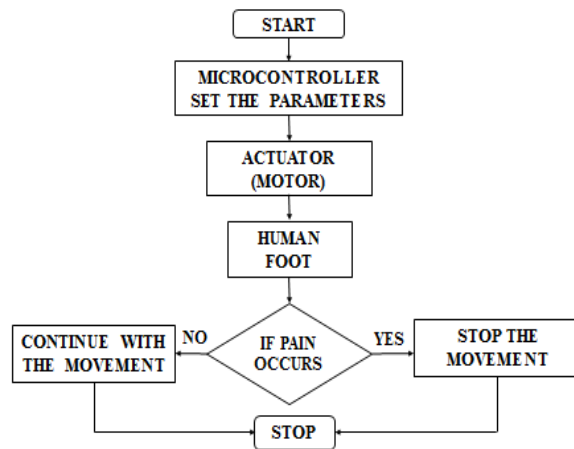 START
MICROCONTROLLER
SET THE PARAMETERS
ACTUATOR
(MOTOR)
HUMAN
FOOT
IF PAIN
OCCURS
NO
CONTINUE WITH
THE MOVEMENT
YES
STOP THE
MOVEMENT
STOP